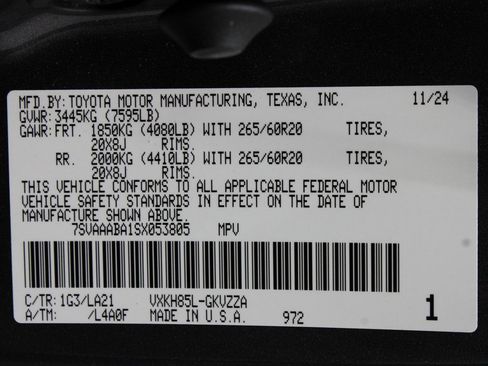 MFD.BY:TOYOTA MOTOR MANUFACTURING, TEXAS, INC. 11/24
GVWR: 3445KG (7595LB)
GAWR:FRT. 1850KG (4080LB) WITH 265/60R20 TIRES,
20X8J RIMS.
RR. 2000KG (4410LB) WITH 265/60R20 TIRES,
20X8J RIMS.
THIS VEHICLE CONFORMS TO ALL APPLICABLE FEDERAL MOTOR
VEHICLE SAFETY STANDARDS IN EFFECT ON THE DATE OF
MANUFACTURE SHOWN ABOVE.
7SVAAABA1SX053805 MPV
C/TR: 1G3/LA21 VXKH85L-GKVZZA
A/TM: /L4A0F MADE IN U.S.A. 972 1